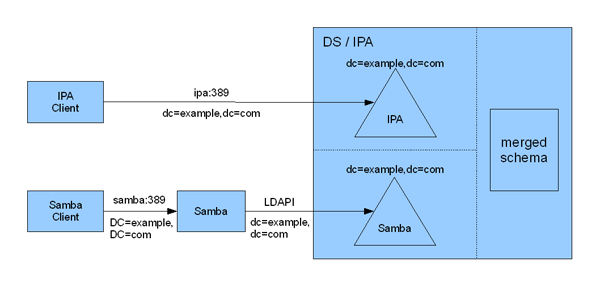 DS / IPA
dc=example,dc=com
IPA
Client
ipa:389
dc=example,dc=com
IPA
merged
schema
dc=example,dc=com
Samba
Client
samba:389
DC=example,
DC=com
Samba
LDAPI
dc=example,
dc=com
Samba